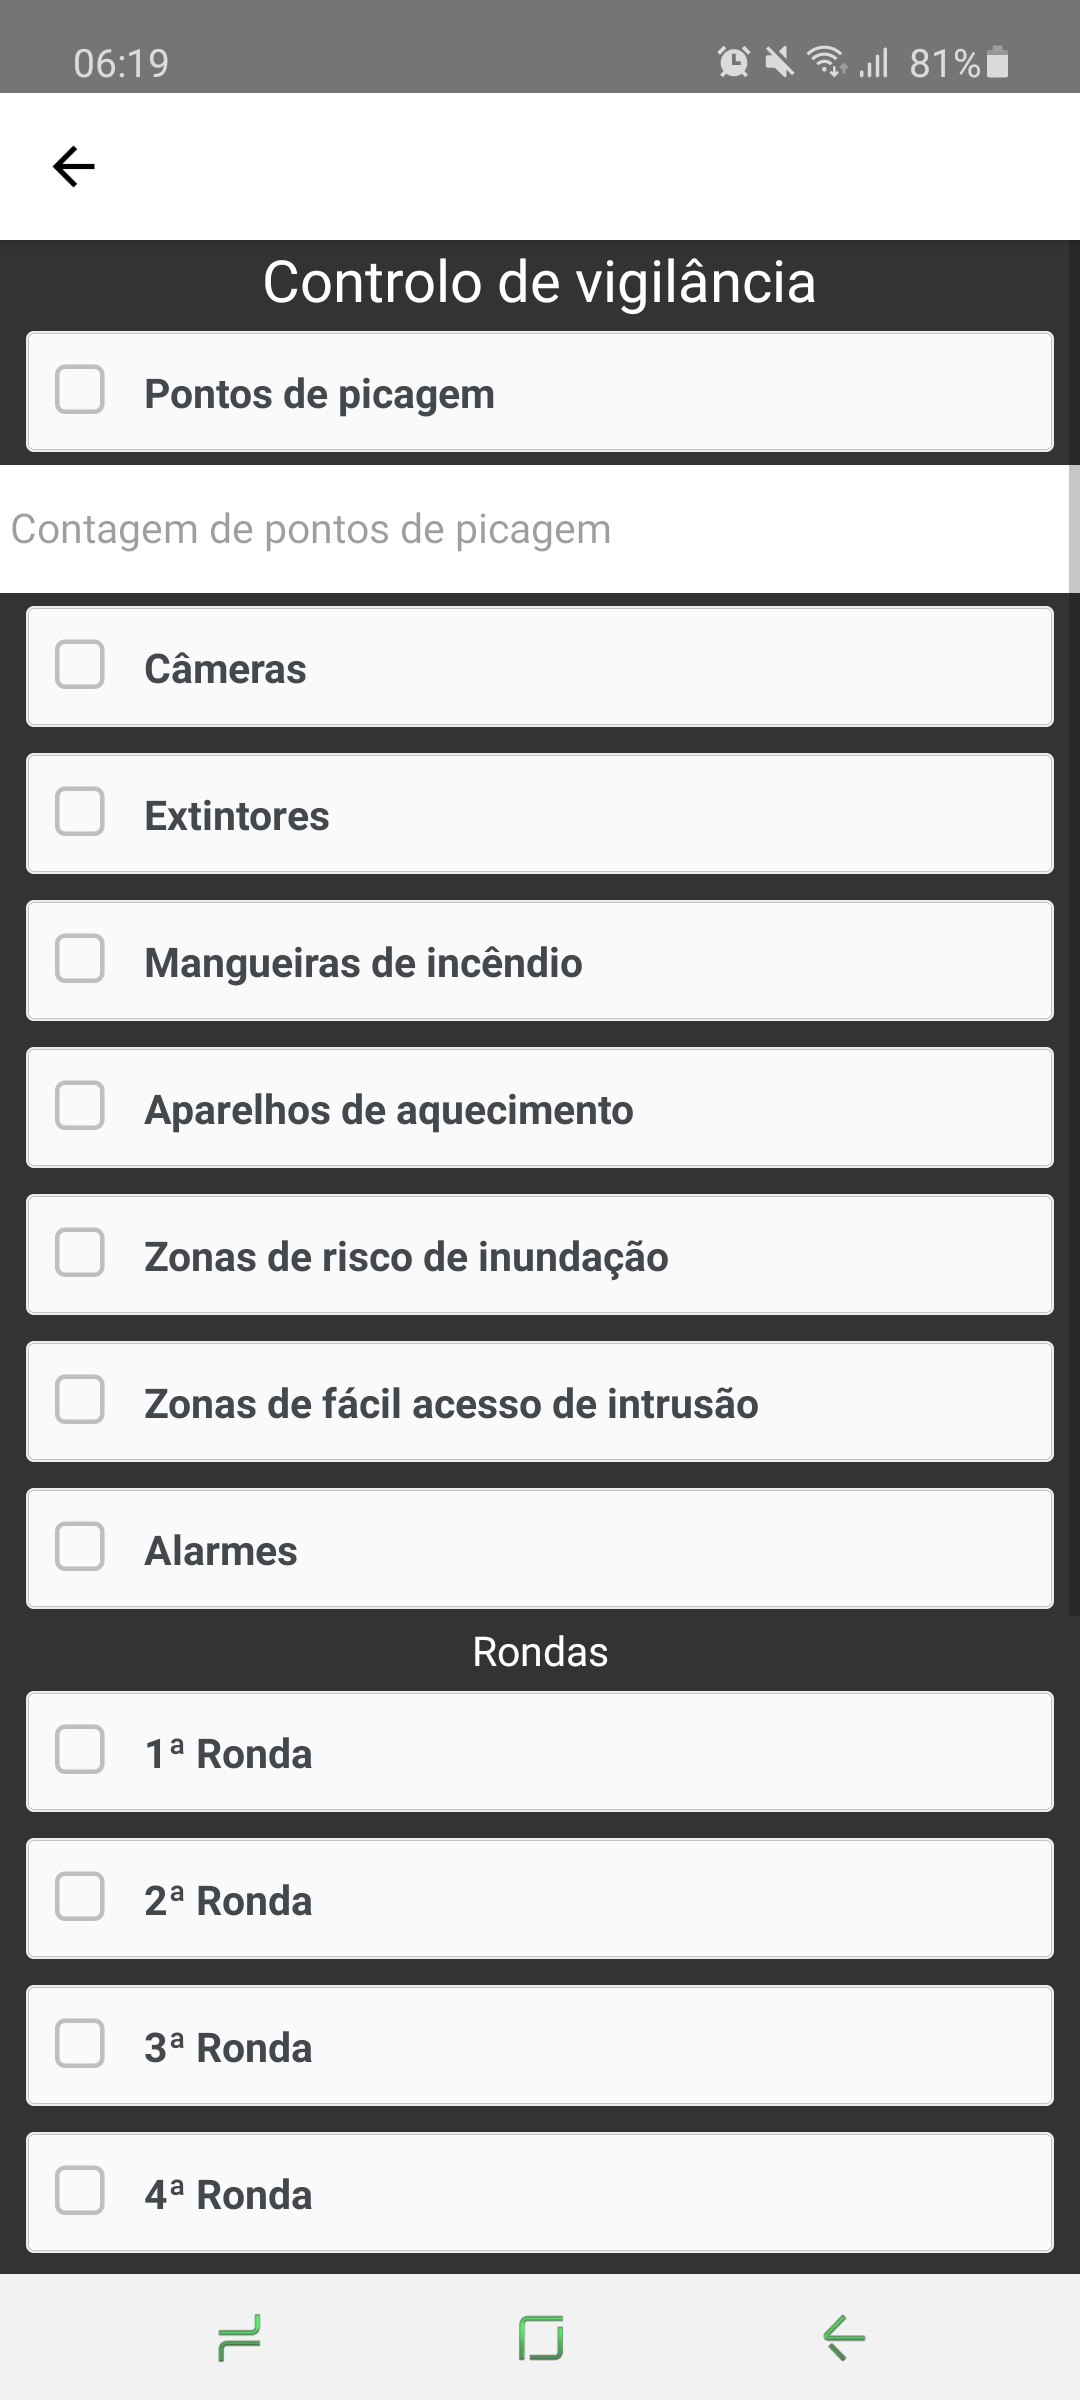 06:19
81%
Controlo de vigilância
Pontos de picagem
Contagem de pontos de picagem
Câmeras
Extintores
Mangueiras de incêndio
Aparelhos de aquecimento
Zonas de risco de inundação
Zonas de fácil acesso de intrusão
Alarmes
Rondas
1ª Ronda
2ª Ronda
3ª Ronda
4ª Ronda